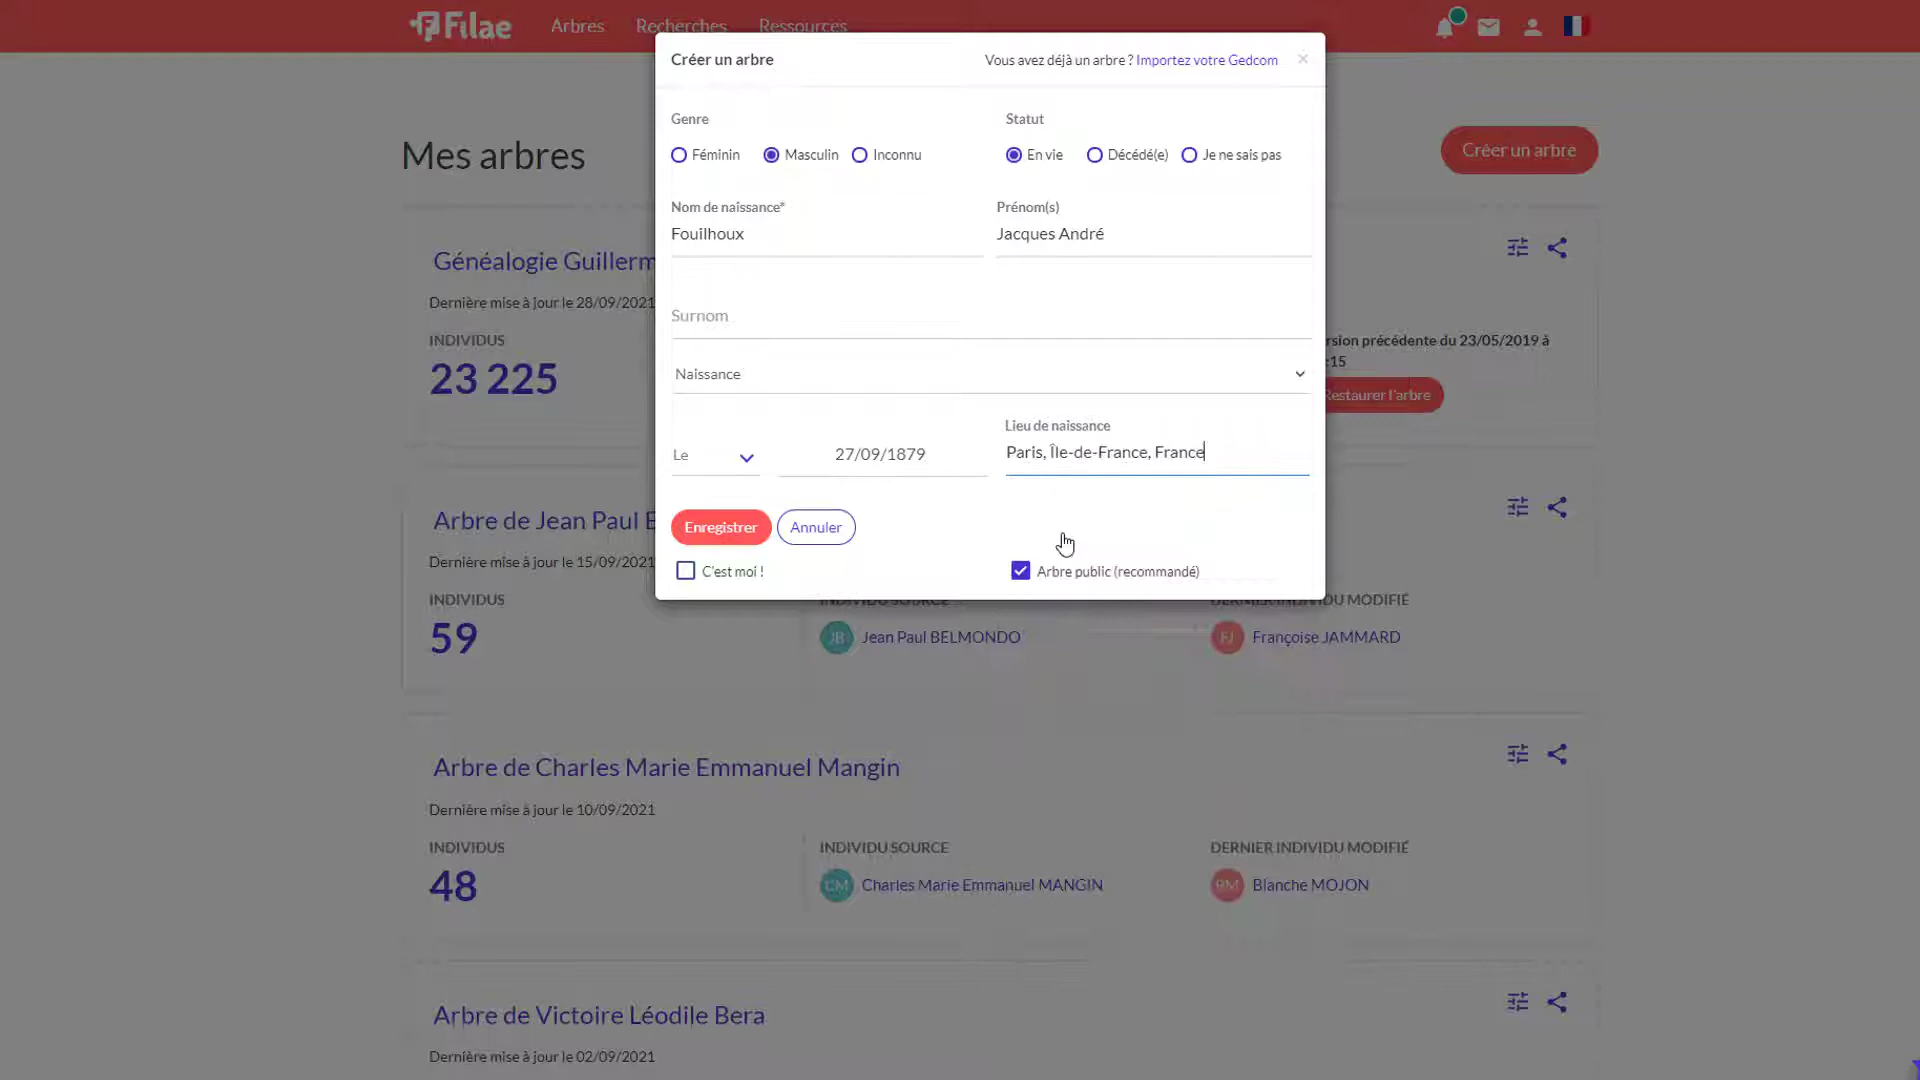 Filae
Arbres
Recherches
Ressources
Créer un arbre
Vous avez déjà un arbre ? Importez votre Gedcom
×
Genre
Statut
Féminin
Masculin
Inconnu
En vie
Décédé(e)
Je ne sais pas
Mes arbres
Créer un arbre
Nom de naissance*
Prénom(s)
Fouilhoux
Jacques André
Généalogie Guillerm
Dernière mise à jour le 28/09/2021
Surnom
INDIVIDUS
23 225
rsion précédente du 23/05/2019 à
:15
Restaurer l'arbre
Naissance
Lieu de naissance
Le
27/09/1879
Paris, Île-de-France, France
Enregistrer
Annuler
C'est moi !
Arbre public (recommandé)
Arbre de Jean Paul B
Dernière mise à jour le 15/09/2021
INDIVIDUS
INDIVIDU SOURCE
DERNIER INDIVIDU MODIFIÉ
59
JB
Jean Paul BELMONDO
FJ
Françoise JAMMARD
Arbre de Charles Marie Emmanuel Mangin
Dernière mise à jour le 10/09/2021
INDIVIDUS
INDIVIDU SOURCE
DERNIER INDIVIDU MODIFIÉ
48
CM
Charles Marie Emmanuel MANGIN
BM
Blanche MOJON
Arbre de Victoire Léodile Bera
Dernière mise à jour le 02/09/2021